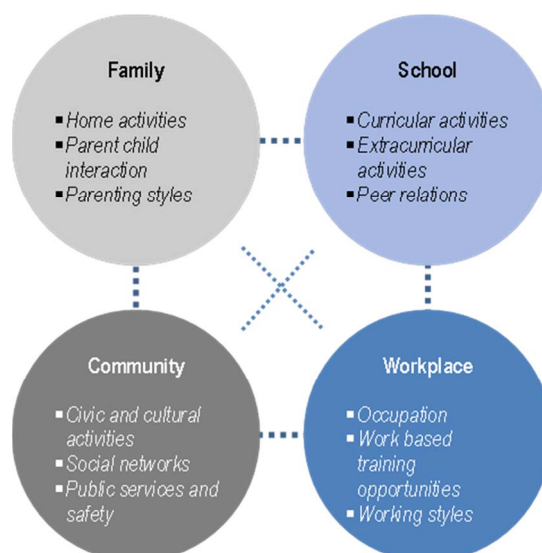 Family
▪ Home activities
▪ Parent child
interaction
▪ Parenting styles
School
▪ Curricular activities
▪ Extracurricular
activities
▪ Peer relations
Community
▪ Civic and cultural
activities
▪ Social networks
▪ Public services and
safety
Workplace
▪ Occupation
▪ Work based
training
opportunities
▪ Working styles